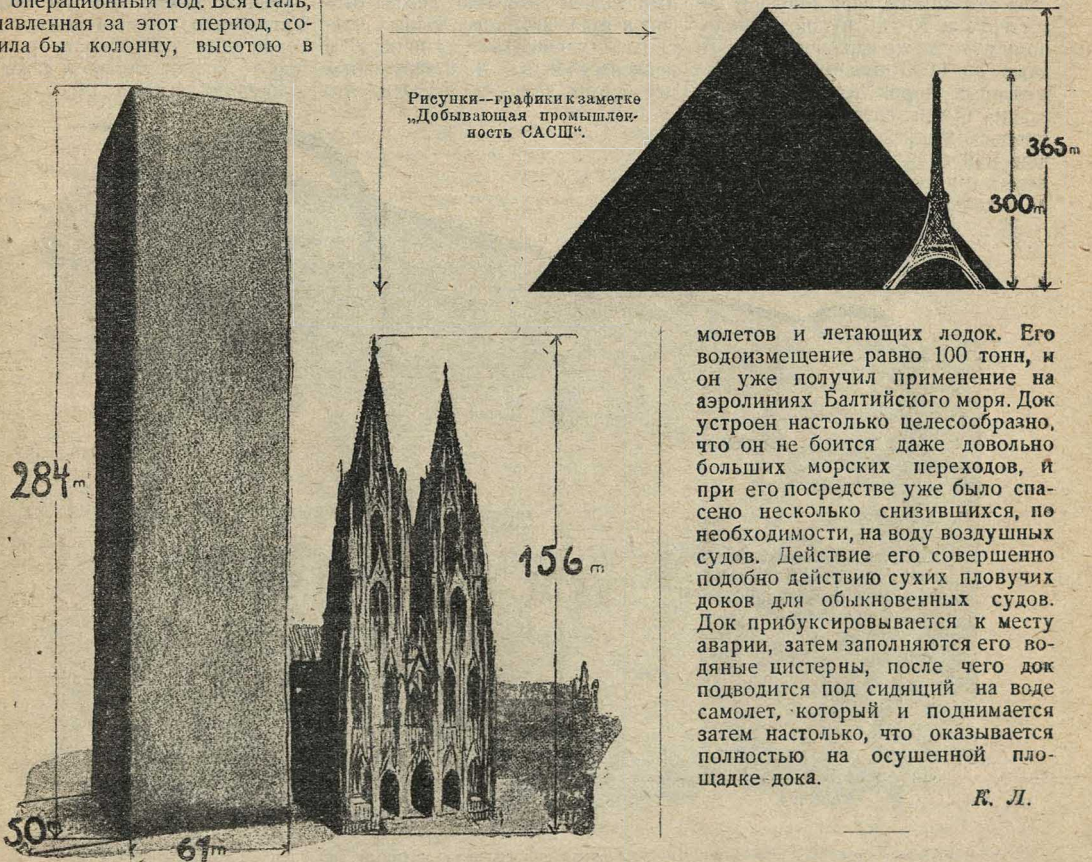 операционный год. Вся сталь,
лавленная за этот период, со-
ила бы колонну, высотою в
Рисунки--графики к заметке
„Добывающая промышлен-
ность САСШ“.
365m
300m
284m
156m
50m
61m
молетов и летающих лодок. Его
водоизмещение равно 100 тонн, и
он уже получил применение на
аэролиниях Балтийского моря. Док
устроен настолько целесообразно,
что он не боится даже довольно
больших морских переходов, и
при его посредстве уже было спа-
сено несколько снизившихся, по
необходимости, на воду воздушных
судов. Действие его совершенно
подобно действию сухих пловучих
доков для обыкновенных судов.
Док прибуксировывается к месту
аварии, затем заполняются его во-
дяные цистерны, после чего док
подводится под сидящий на воде
самолет, который и поднимается
затем настолько, что оказывается
полностью на осушенной пло-
щадке дока.
К. Л.